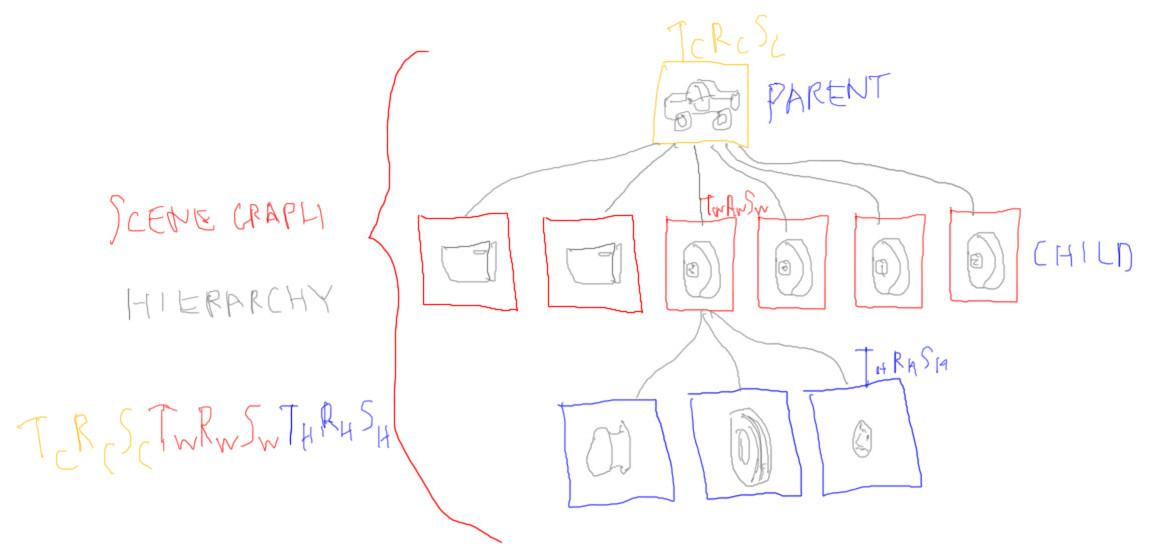 TCRCSC
PARENT
TWRWSW
SCENE GRAPH
CHILD
HIERARCHY
THRHSH
TCRCSCTWRWSWTHRHSH